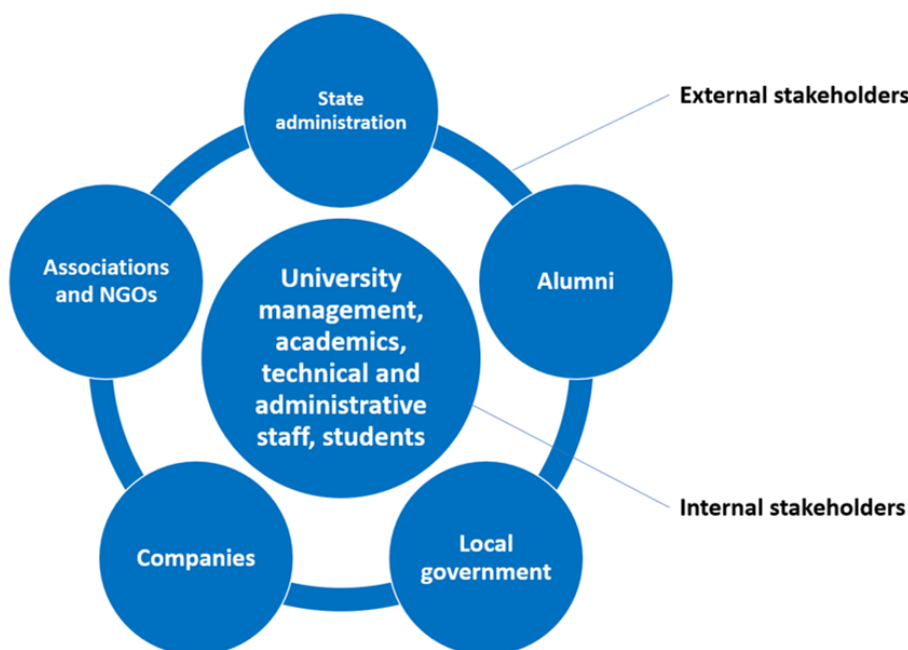 State
administration
External stakeholders
Associations
and NGOs
Alumni
University
management,
academics,
technical and
administrative
staff, students
Internal stakeholders
Companies
Local
government